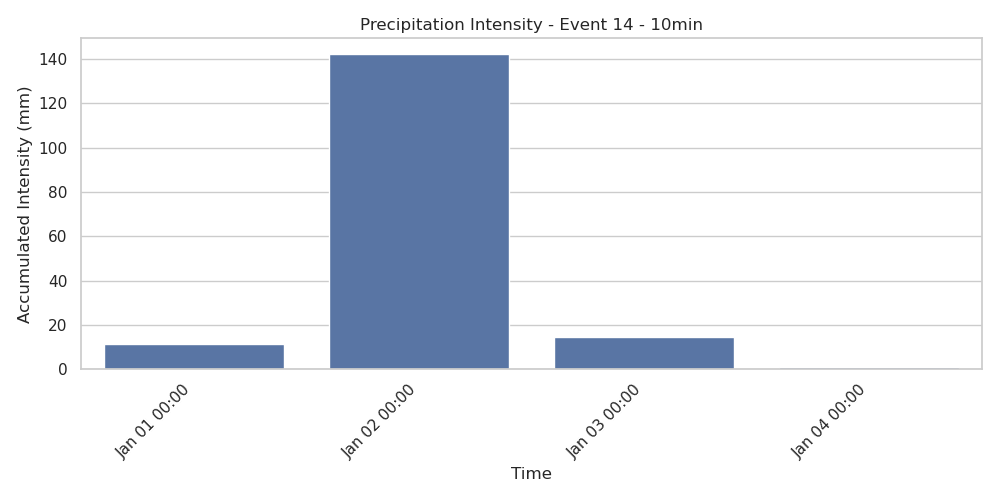 Precipitation Intensity - Event 14 - 10min
Accumulated Intensity (mm)
140
120
100
80
60
40
20
0
Jan 01 00:00
Jan 02 00:00
Jan 03 00:00
Jan 04 00:00
Time